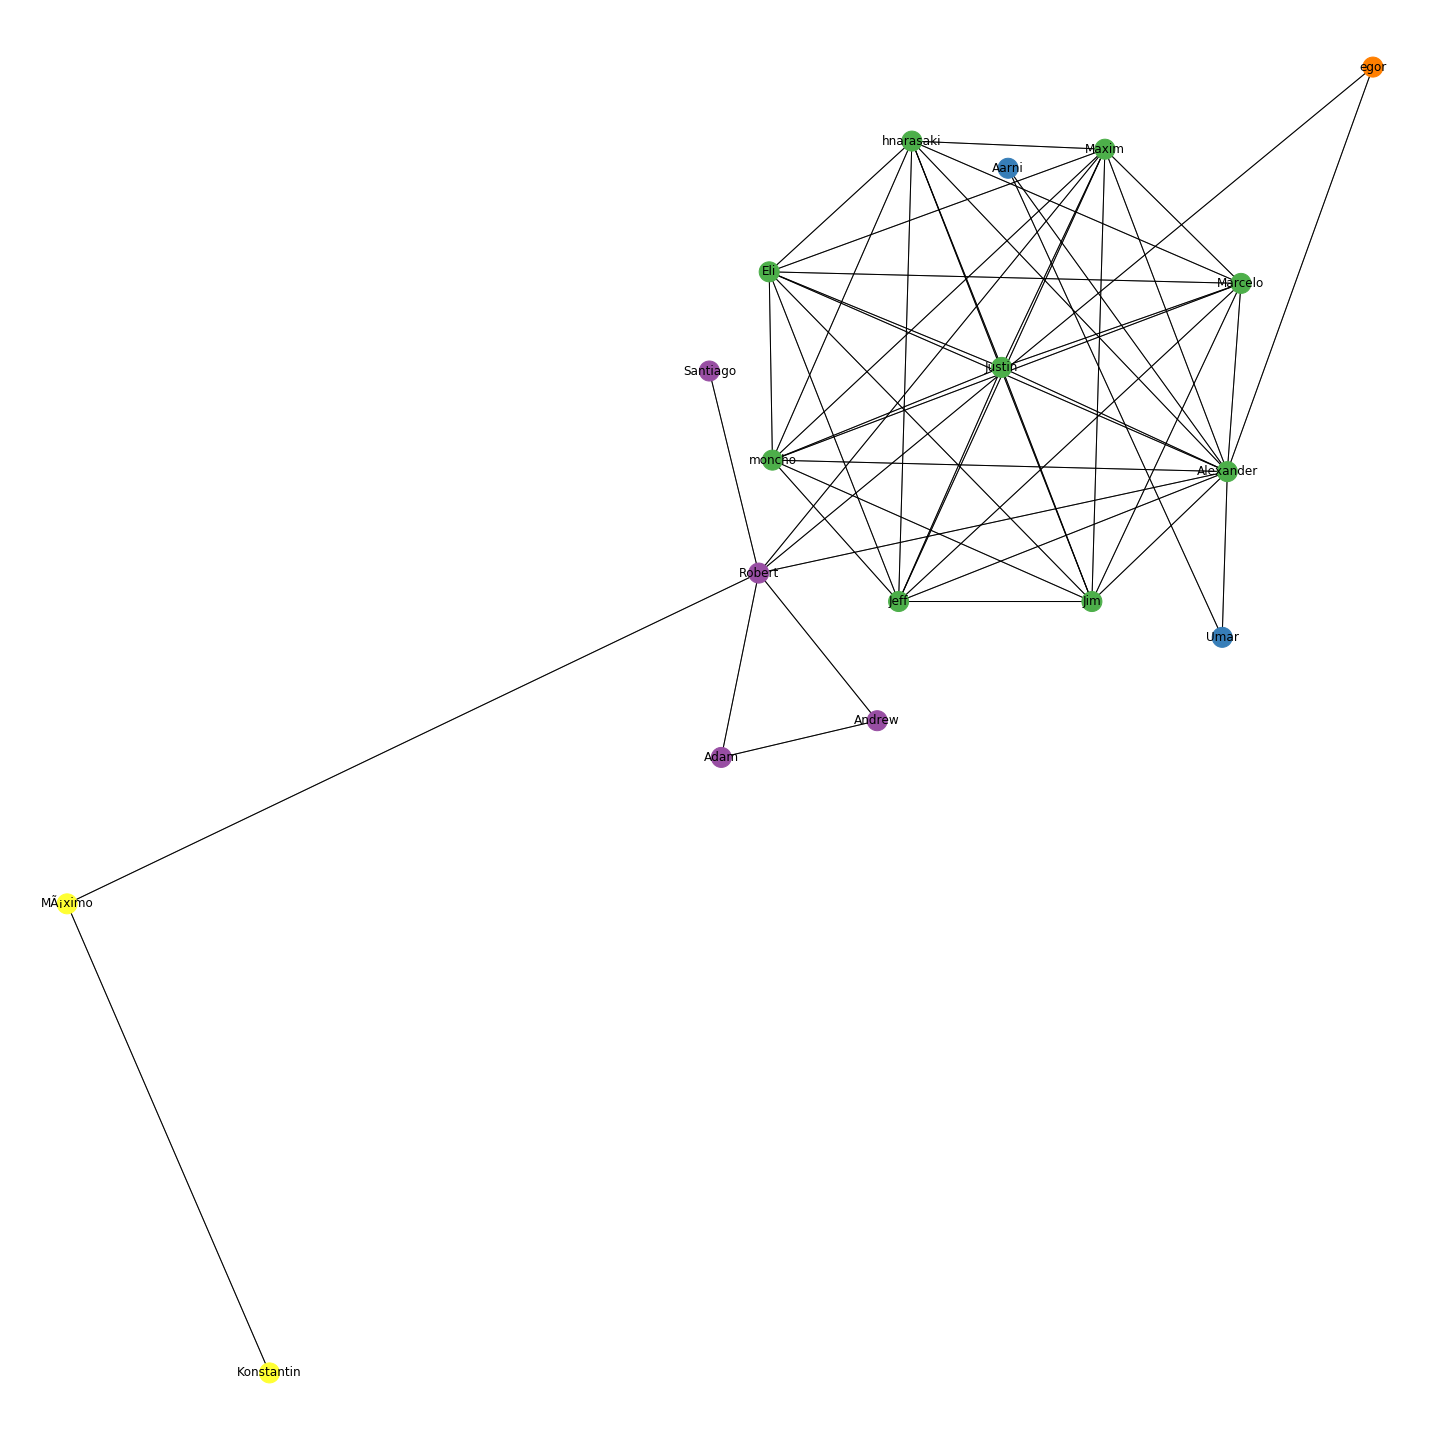 egor
hnarasaki
Maxim
Aarni
Eli
Marcelo
Justin
Santiago
moncho
Alexander
Robert
Jeff
Jim
Umar
Andrew
Adam
MÃ¡ximo
Konstantin